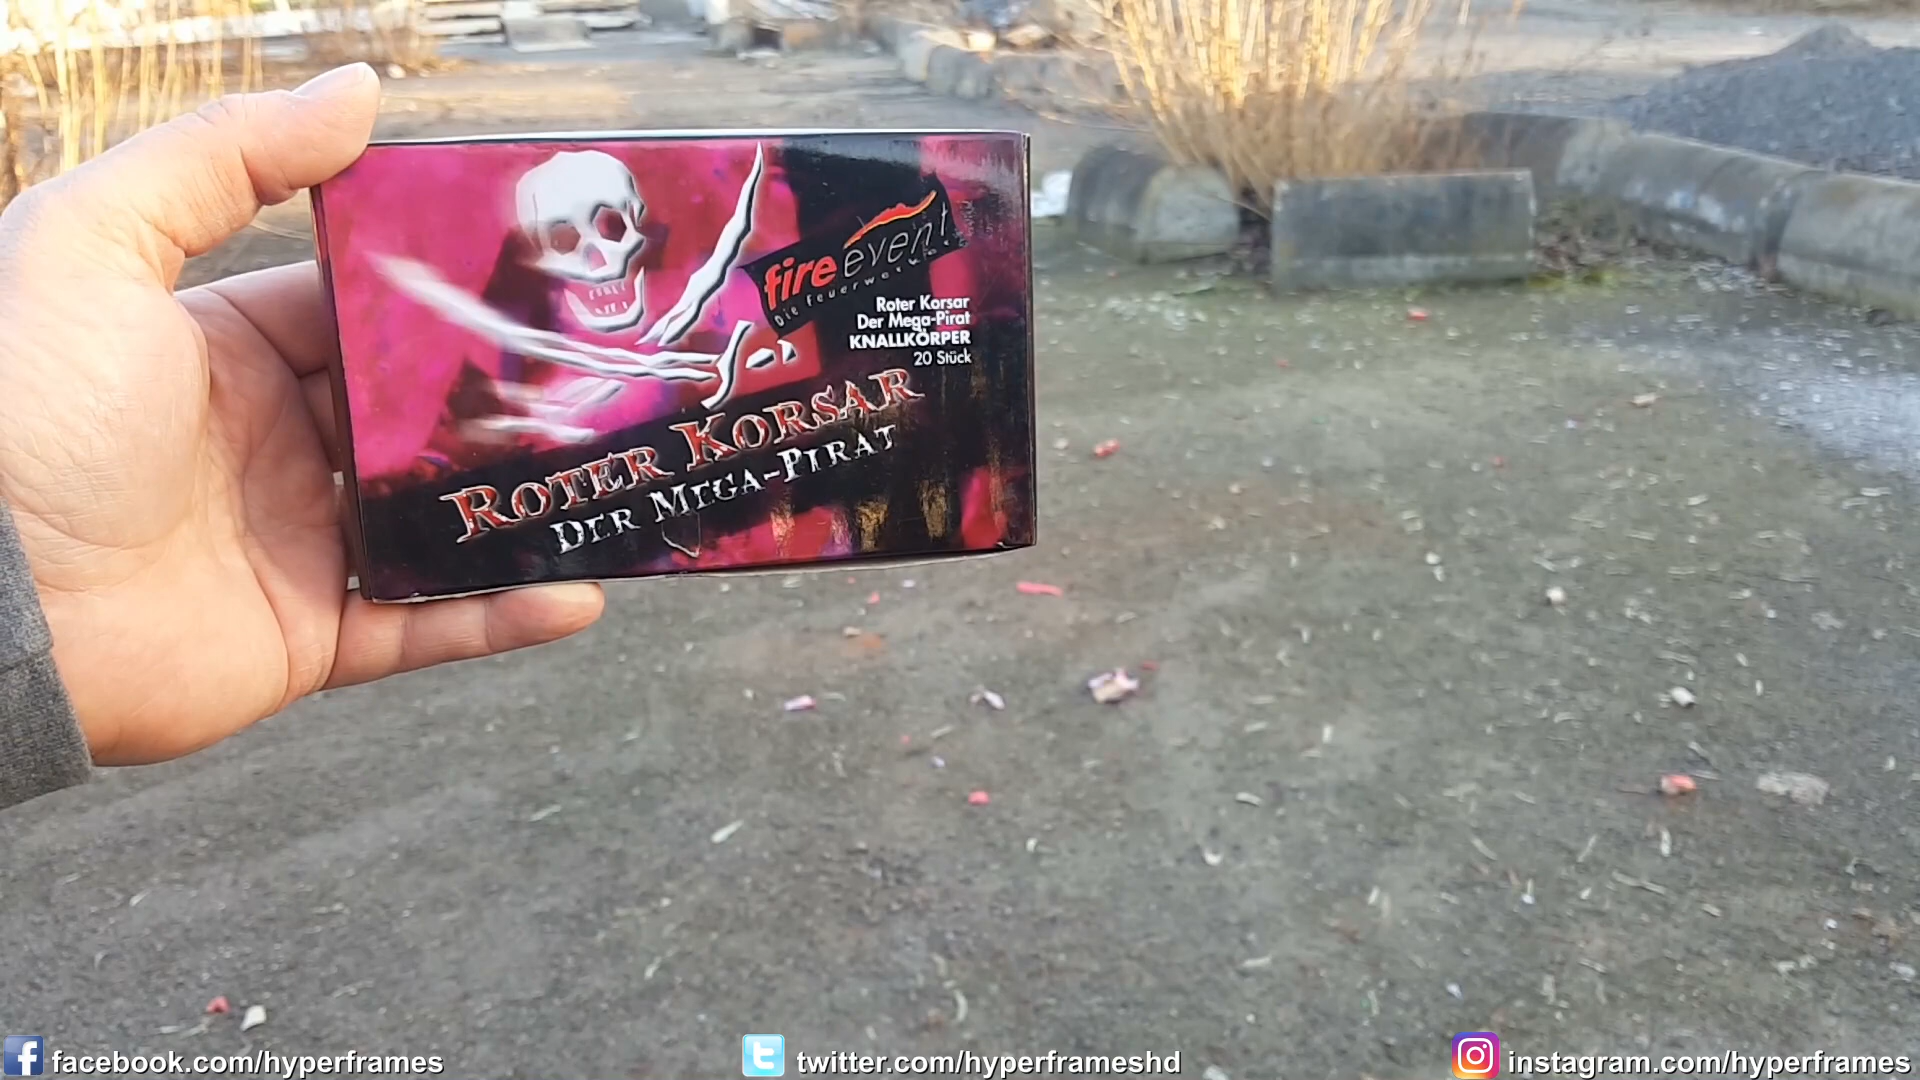 fire event
Die Feuerwerker
Roter Korsar
Der Mega-Pirat
KNALLKÖRPER
20 Stück
ROTER KORSAR
DER MEGA-PIRAT
facebook.com/hyperframes
twitter.com/hyperframeshd
instagram.com/hyperframes